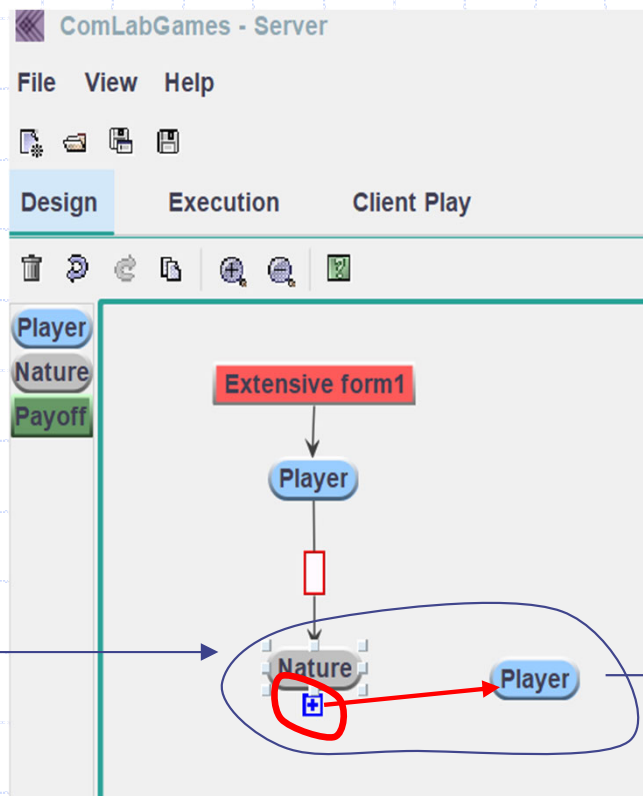 ComLabGames - Server
File View Help
Design Execution Client Play
Player
Nature
Payoff
Extensive form1
Player
Nature
Player